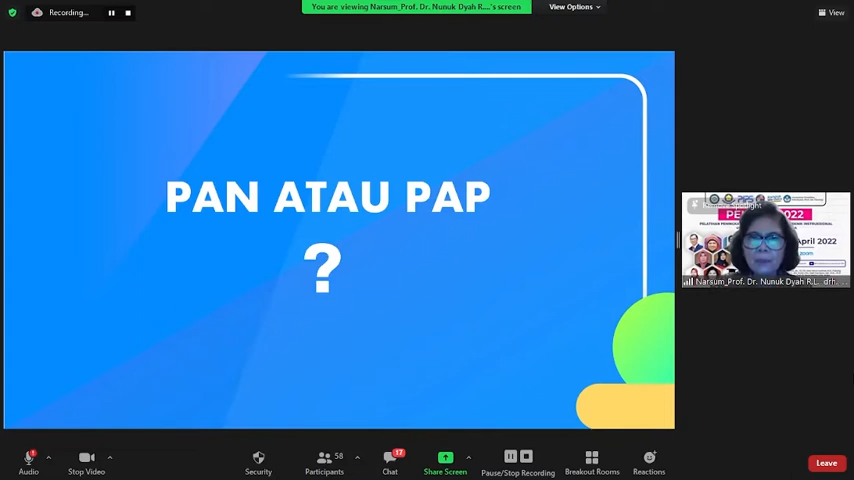 Recording...
You are viewing Narsum_Prof. Dr. Nunuk Dyah R....'s screen
View Options
View
PAN ATAU PAP
?
2022
April 2022
Narsum_Prof. Dr. Nunuk Dyah R.L. drh. ...
Audio
Stop Video
Security
58
Participants
17
Chat
Share Screen
Pause/Stop Recording
Breakout Rooms
Reactions
Leave